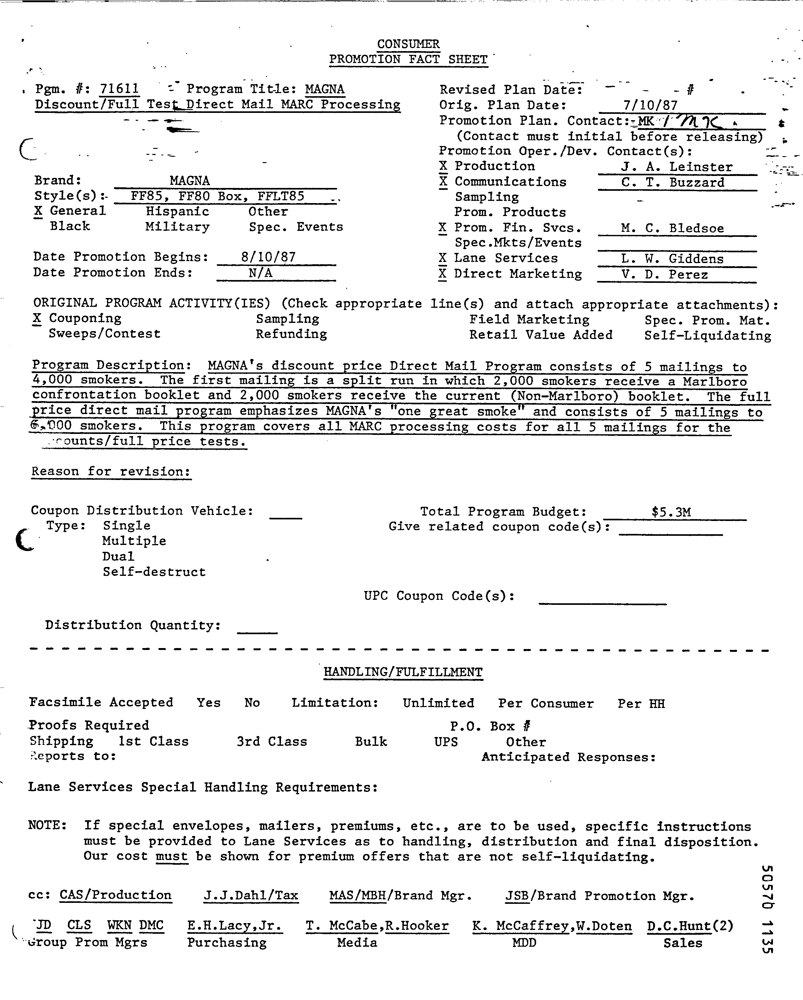 CONSUMER
PROMOTION FACT SHEET
Pgm. #: 71611 Program Title: MAGNA
Discount/Full Test Direct Mail MARC Processing
Revised Plan Date: - - #
Orig. Plan Date: 7/10/87
Promotion Plan. Contact: MK / MK
(Contact must initial before releasing)
Promotion Oper./Dev. Contact(s):
X Production J. A. Leinster
Brand: MAGNA
X Communications C. T. Buzzard
Style(s): FF85, FF80 Box, FFLT85
Sampling
X General Hispanic Other
Prom. Products
Black Military Spec. Events
X Prom. Fin. Svcs. M. C. Bledsoe
Spec.Mkts/Events
Date Promotion Begins: 8/10/87
X Lane Services L. W. Giddens
Date Promotion Ends: N/A
X Direct Marketing V. D. Perez
ORIGINAL PROGRAM ACTIVITY(IES) (Check appropriate line(s) and attach appropriate attachments):
X Couponing Sampling Field Marketing Spec. Prom. Mat.
Sweeps/Contest Refunding Retail Value Added Self-Liquidating
Program Description: MAGNA's discount price Direct Mail Program consists of 5 mailings to
4,000 smokers. The first mailing is a split run in which 2,000 smokers receive a Marlboro
confrontation booklet and 2,000 smokers receive the current (Non-Marlboro) booklet. The full
price direct mail program emphasizes MAGNA's "one great smoke" and consists of 5 mailings to
6,000 smokers. This program covers all MARC processing costs for all 5 mailings for the
counts/full price tests.
Reason for revision:
Coupon Distribution Vehicle:
Total Program Budget: $5.3M
Type: Single
Give related coupon code(s):
Multiple
Dual
Self-destruct
UPC Coupon Code(s):
Distribution Quantity:
HANDLING/FULFILLMENT
Facsimile Accepted Yes No Limitation: Unlimited Per Consumer Per HH
Proofs Required P.O. Box #
Shipping 1st Class 3rd Class Bulk UPS Other
Reports to: Anticipated Responses:
Lane Services Special Handling Requirements:
NOTE: If special envelopes, mailers, premiums, etc., are to be used, specific instructions
must be provided to Lane Services as to handling, distribution and final disposition.
Our cost must be shown for premium offers that are not self-liquidating.
cc: CAS/Production J.J.Dahl/Tax MAS/MBH/Brand Mgr. JSB/Brand Promotion Mgr.
JD CLS WKN DMC E.H.Lacy,Jr. T. McCabe,R.Hooker K. McCaffrey,W.Doten D.C.Hunt(2)
Group Prom Mgrs Purchasing Media MDD Sales
50570 1135